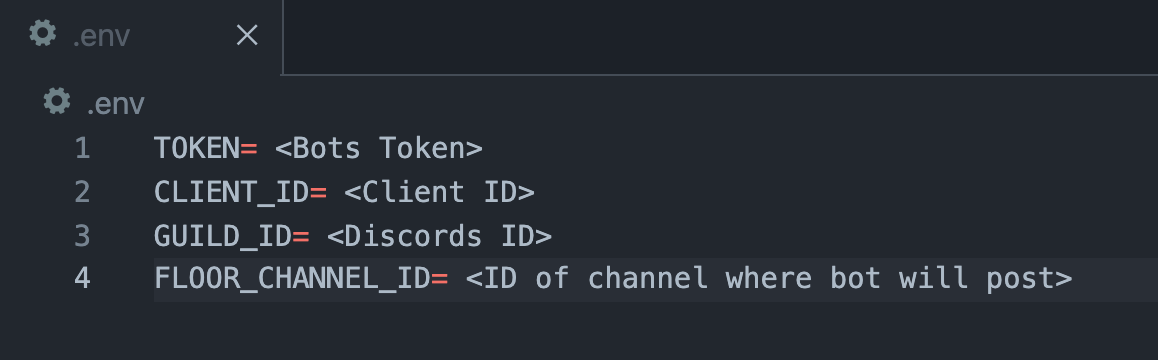 .env
.env
1 TOKEN= <Bots Token>
2 CLIENT_ID= <Client ID>
3 GUILD_ID= <Discords ID>
4 FLOOR_CHANNEL_ID= <ID of channel where bot will post>